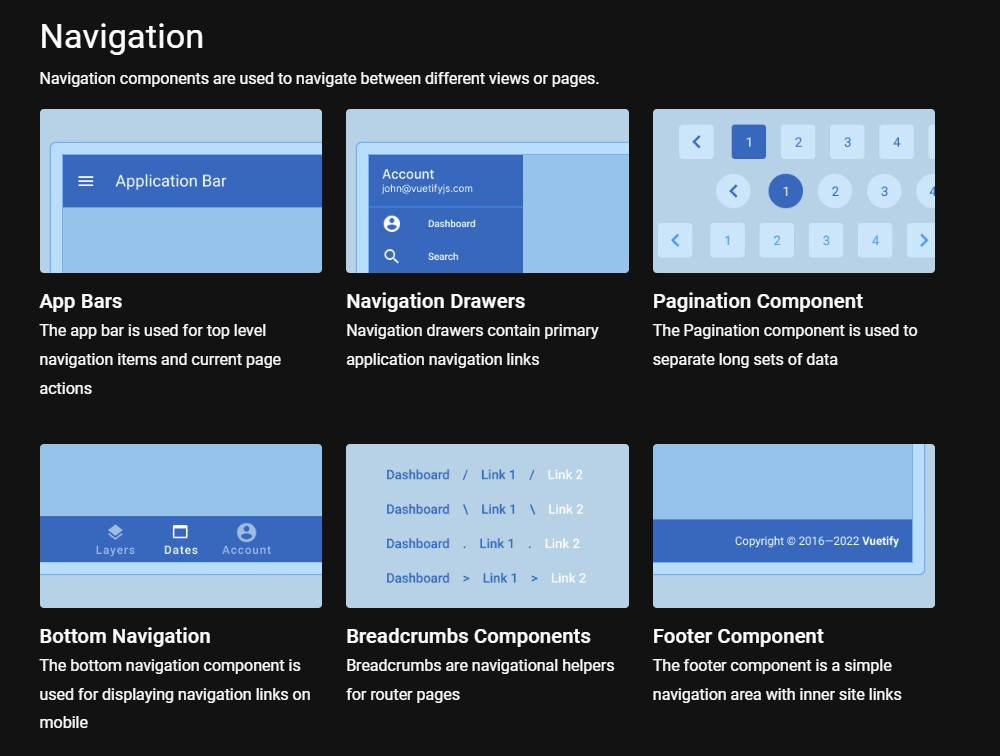 Navigation
Navigation components are used to navigate between different views or pages.
Application Bar
Account
john@vuetifyjs.com
Dashboard
Search
1 2 3 4
1 2 3 4
1 2 3 4
App Bars
The app bar is used for top level
navigation items and current page
actions
Navigation Drawers
Navigation drawers contain primary
application navigation links
Pagination Component
The Pagination component is used to
separate long sets of data
Layers Dates Account
Dashboard / Link 1 / Link 2
Dashboard \ Link 1 \ Link 2
Dashboard . Link 1 . Link 2
Dashboard > Link 1 > Link 2
Copyright © 2016—2022 Vuetify
Bottom Navigation
The bottom navigation component is
used for displaying navigation links on
mobile
Breadcrumbs Components
Breadcrumbs are navigational helpers
for router pages
Footer Component
The footer component is a simple
navigation area with inner site links